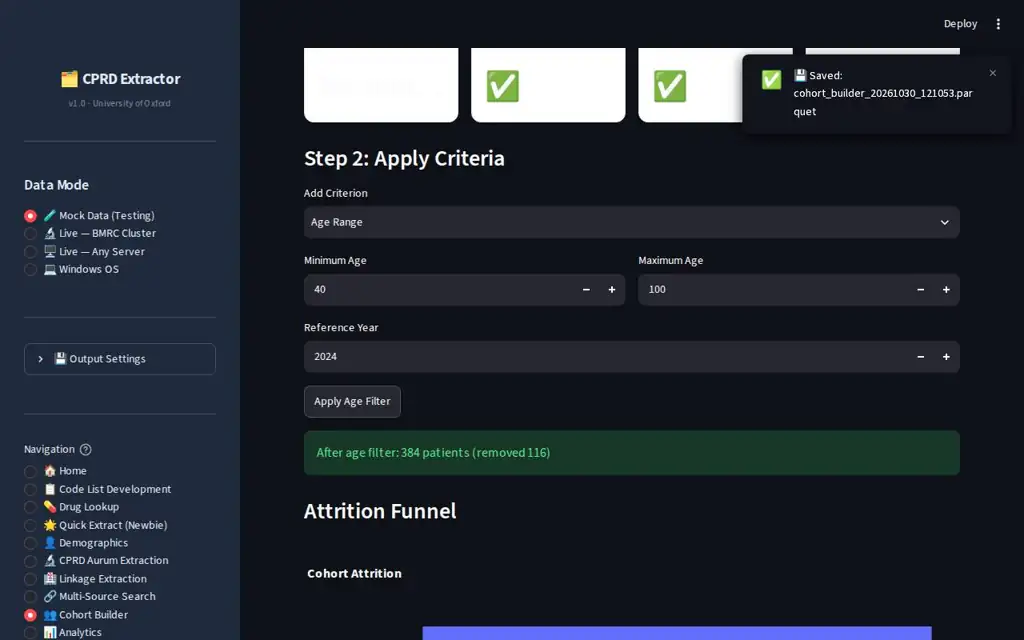 Deploy
CPRD Extractor
v1.0 - University of Oxford
Data Mode
Mock Data (Testing)
Live — BMRC Cluster
Live — Any Server
Windows OS
Output Settings
Navigation
Home
Code List Development
Drug Lookup
Quick Extract (Newbie)
Demographics
CPRD Aurum Extraction
Linkage Extraction
Multi-Source Search
Cohort Builder
Analytics
Saved:
cohort_builder_20261030_121053.par
quet
Step 2: Apply Criteria
Add Criterion
Age Range
Minimum Age
Maximum Age
40
100
Reference Year
2024
Apply Age Filter
After age filter: 384 patients (removed 116)
Attrition Funnel
Cohort Attrition